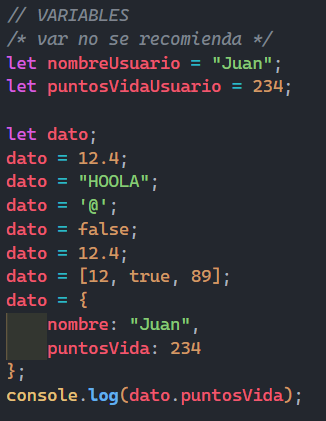 // VARIABLES
/* var no se recomienda */
let nombreUsuario = "Juan";
let puntosVidaUsuario = 234;

let dato;
dato = 12.4;
dato = "HOOLA";
dato = '@';
dato = false;
dato = 12.4;
dato = [12, true, 89];
dato = {
    nombre: "Juan",
    puntosVida: 234
};
console.log(dato.puntosVida);